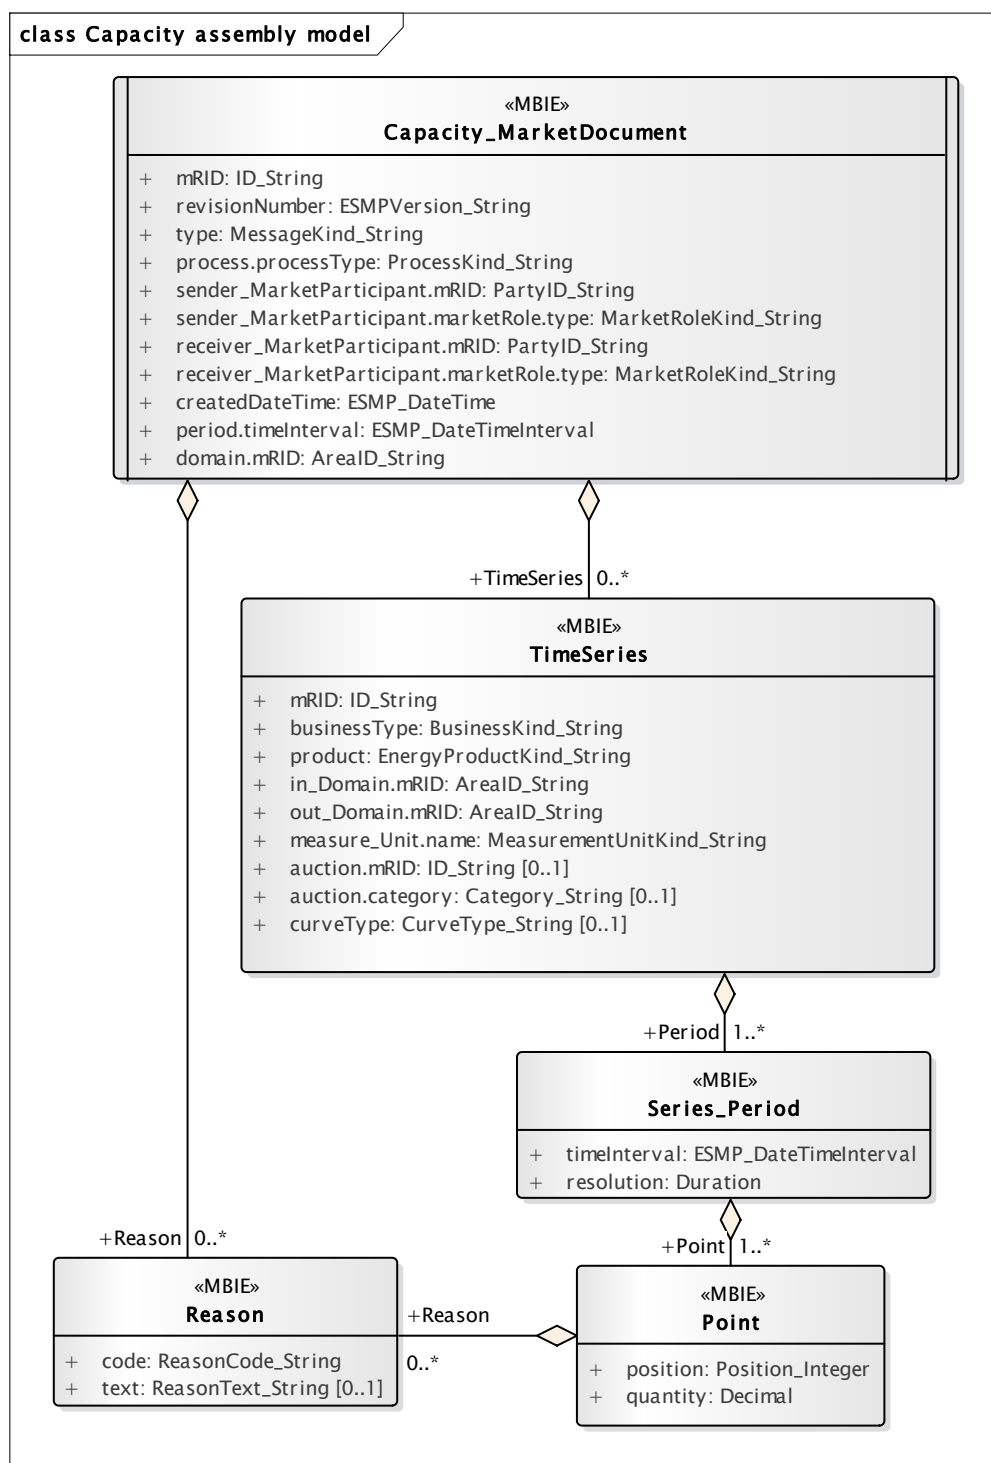 class Capacity assembly model
«MBIE»
Capacity_MarketDocument
+ mRID: ID_String
+ revisionNumber: ESMPVersion_String
+ type: MessageKind_String
+ process.processType: ProcessKind_String
+ sender_MarketParticipant.mRID: PartyID_String
+ sender_MarketParticipant.marketRole.type: MarketRoleKind_String
+ receiver_MarketParticipant.mRID: PartyID_String
+ receiver_MarketParticipant.marketRole.type: MarketRoleKind_String
+ createdDateTime: ESMP_DateTime
+ period.timeInterval: ESMP_DateTimeInterval
+ domain.mRID: AreaID_String
+TimeSeries 0..*
«MBIE»
TimeSeries
+ mRID: ID_String
+ businessType: BusinessKind_String
+ product: EnergyProductKind_String
+ in_Domain.mRID: AreaID_String
+ out_Domain.mRID: AreaID_String
+ measure_Unit.name: MeasurementUnitKind_String
+ auction.mRID: ID_String [0..1]
+ auction.category: Category_String [0..1]
+ curveType: CurveType_String [0..1]
+Period 1..*
«MBIE»
Series_Period
+ timeInterval: ESMP_DateTimeInterval
+ resolution: Duration
+Reason 0..*
+Point 1..*
«MBIE»
Reason
+ code: ReasonCode_String
+ text: ReasonText_String [0..1]
+Reason
0..*
«MBIE»
Point
+ position: Position_Integer
+ quantity: Decimal